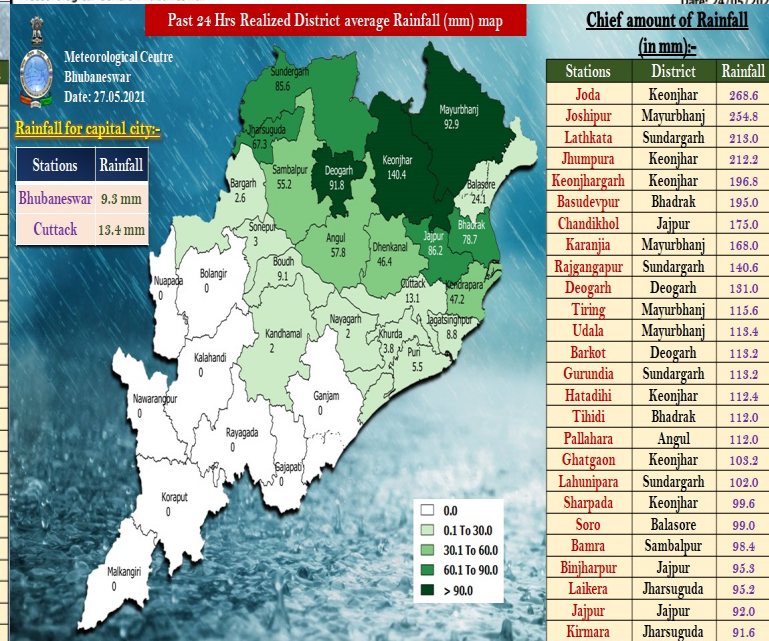 Past 24 Hrs Realized District average Rainfall (mm) map
Meteorological Centre
Bhubaneswar
Date: 27.05.2021
Rainfall for capital city:-
Stations Rainfall
Bhubaneswar 9.3 mm
Cuttack 13.4 mm
Sundergarh
85.6
Jharsuguda
67.3
Sambalpur
55.2
Deogarh
91.8
Keonjhar
140.4
Mayurbhanj
92.9
Balasore
24.1
Bargarh
2.6
Sonepur
3
Angul
57.8
Dhenkanal
46.4
Jajpur
86.2
Bhadrak
78.7
Nuapada
0
Bolangir
0
Boudh
9.1
Cuttack
13.1
Kendrapara
47.2
Kandhamal
2
Nayagarh
2
Khurda
3.8
Jagatsinghpur
8.8
Puri
5.5
Kalahandi
0
Nawarangpur
0
Ganjam
0
Rayagada
0
Gajapati
0
Koraput
0
Malkangiri
0
0.0
0.1 To 30.0
30.1 To 60.0
60.1 To 90.0
> 90.0
Chief amount of Rainfall
(in mm):-
Stations District Rainfall
Joda Keonjhar 268.6
Joshipur Mayurbhanj 254.8
Lathkata Sundargarh 213.0
Jhumpura Keonjhar 212.2
Keonjhargarh Keonjhar 196.8
Basudevpur Bhadrak 195.0
Chandikhol Jajpur 175.0
Karanjia Mayurbhanj 168.0
Rajgangapur Sundargarh 140.6
Deogarh Deogarh 131.0
Tiring Mayurbhanj 115.6
Udala Mayurbhanj 113.4
Barkot Deogarh 113.2
Gurundia Sundargarh 113.2
Hatadihi Keonjhar 112.4
Tihidi Bhadrak 112.0
Pallahara Angul 112.0
Ghatgaon Keonjhar 103.2
Lahunipara Sundargarh 102.0
Sharpada Keonjhar 99.6
Soro Balasore 99.0
Bamra Sambalpur 98.4
Binjharpur Jajpur 95.3
Laikera Jharsuguda 95.2
Jajpur Jajpur 92.0
Kirmara Jharsuguda 91.6